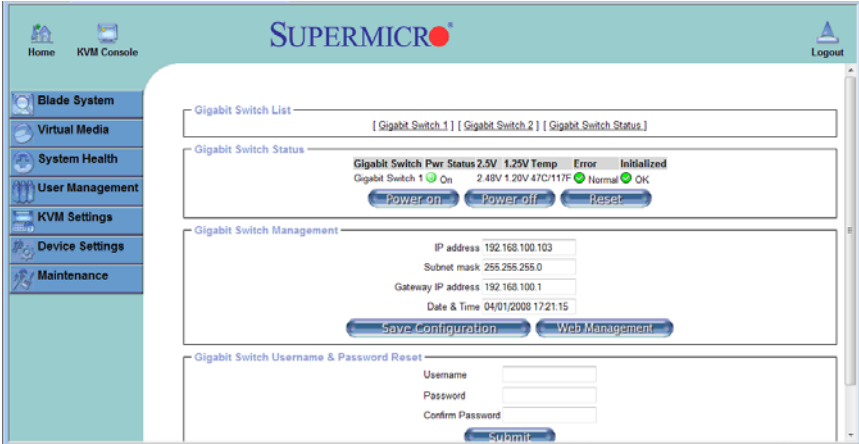 SUPERMICR®
Home
KVM Console
Logout
Blade System
Virtual Media
System Health
User Management
KVM Settings
Device Settings
Maintenance
Gigabit Switch List
[ Gigabit Switch 1 ] [ Gigabit Switch 2 ] [ Gigabit Switch Status ]
Gigabit Switch Status
Gigabit Switch Pwr Status 2.5V 1.25V Temp Error Initialized
Gigabit Switch 1 On 2.48V 1.20V 47C/117F Normal OK
Power on Power off Reset
Gigabit Switch Management
IP address 192.168.100.103
Subnet mask 255.255.255.0
Gateway IP address 192.168.100.1
Date & Time 04/01/2008 17:21:15
Save Configuration Web Management
Gigabit Switch Username & Password Reset
Username
Password
Confirm Password
Submit